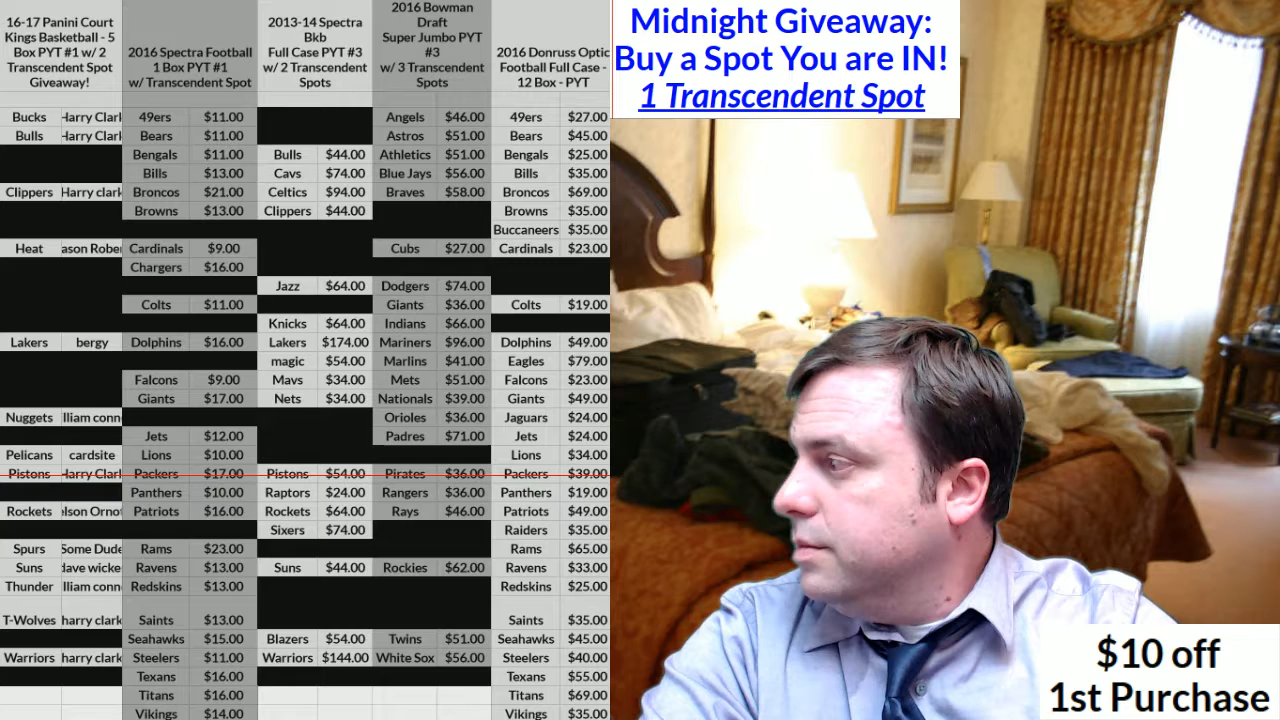 16-17 Panini Court
Kings Basketball - 5
Box PYT #1 w/ 2
Transcendent Spot
Giveaway!
2016 Spectra Football
1 Box PYT #1
w/ Transcendent Spot
2013-14 Spectra
Bkb
Full Case PYT #3
w/ 2 Transcendent
Spots
2016 Bowman
Draft
Super Jumbo PYT
#3
w/ 3 Transcendent
Spots
2016 Donruss Optic
Football Full Case -
12 Box - PYT
Midnight Giveaway:
Buy a Spot You are IN!
1 Transcendent Spot
Bucks Harry Clark 49ers $11.00 Angels $46.00 49ers $27.00
Bulls Harry Clark Bears $11.00 Astros $51.00 Bears $45.00
Bengals $11.00 Bulls $44.00 Athletics $51.00 Bengals $25.00
Bills $13.00 Cavs $74.00 Blue Jays $56.00 Bills $35.00
Clippers Harry clark Broncos $21.00 Celtics $94.00 Braves $58.00 Broncos $69.00
Browns $13.00 Clippers $44.00 Browns $35.00
Buccaneers $35.00
Heat ason Rober Cardinals $9.00 Cubs $27.00 Cardinals $23.00
Chargers $16.00
Jazz $64.00 Dodgers $74.00
Colts $11.00 Giants $36.00 Colts $19.00
Knicks $64.00 Indians $66.00
Lakers bergy Dolphins $16.00 Lakers $174.00 Mariners $96.00 Dolphins $49.00
magic $54.00 Marlins $41.00 Eagles $79.00
Falcons $9.00 Mavs $34.00 Mets $51.00 Falcons $23.00
Giants $17.00 Nets $34.00 Nationals $39.00 Giants $49.00
Nuggets lliam conn Orioles $36.00 Jaguars $24.00
Jets $12.00 Padres $71.00 Jets $24.00
Pelicans cardsite Lions $10.00 Lions $34.00
Pistons Harry Clark Packers $17.00 Pistons $54.00 Pirates $36.00 Packers $39.00
Panthers $10.00 Raptors $24.00 Rangers $36.00 Panthers $19.00
Rockets elson Orno Patriots $16.00 Rockets $64.00 Rays $46.00 Patriots $49.00
Sixers $74.00 Raiders $35.00
Spurs Some Dude Rams $23.00 Rams $65.00
Suns dave wicke Ravens $13.00 Suns $44.00 Rockies $62.00 Ravens $33.00
Thunder lliam conn Redskins $13.00 Redskins $25.00
T-Wolves harry clark Saints $13.00 Saints $35.00
Seahawks $15.00 Blazers $54.00 Twins $51.00 Seahawks $45.00
Warriors harry clark Steelers $11.00 Warriors $144.00 White Sox $56.00 Steelers $40.00
Texans $16.00 Texans $55.00
Titans $16.00 Titans $69.00
Vikings $14.00 Vikings $35.00
$10 off
1st Purchase